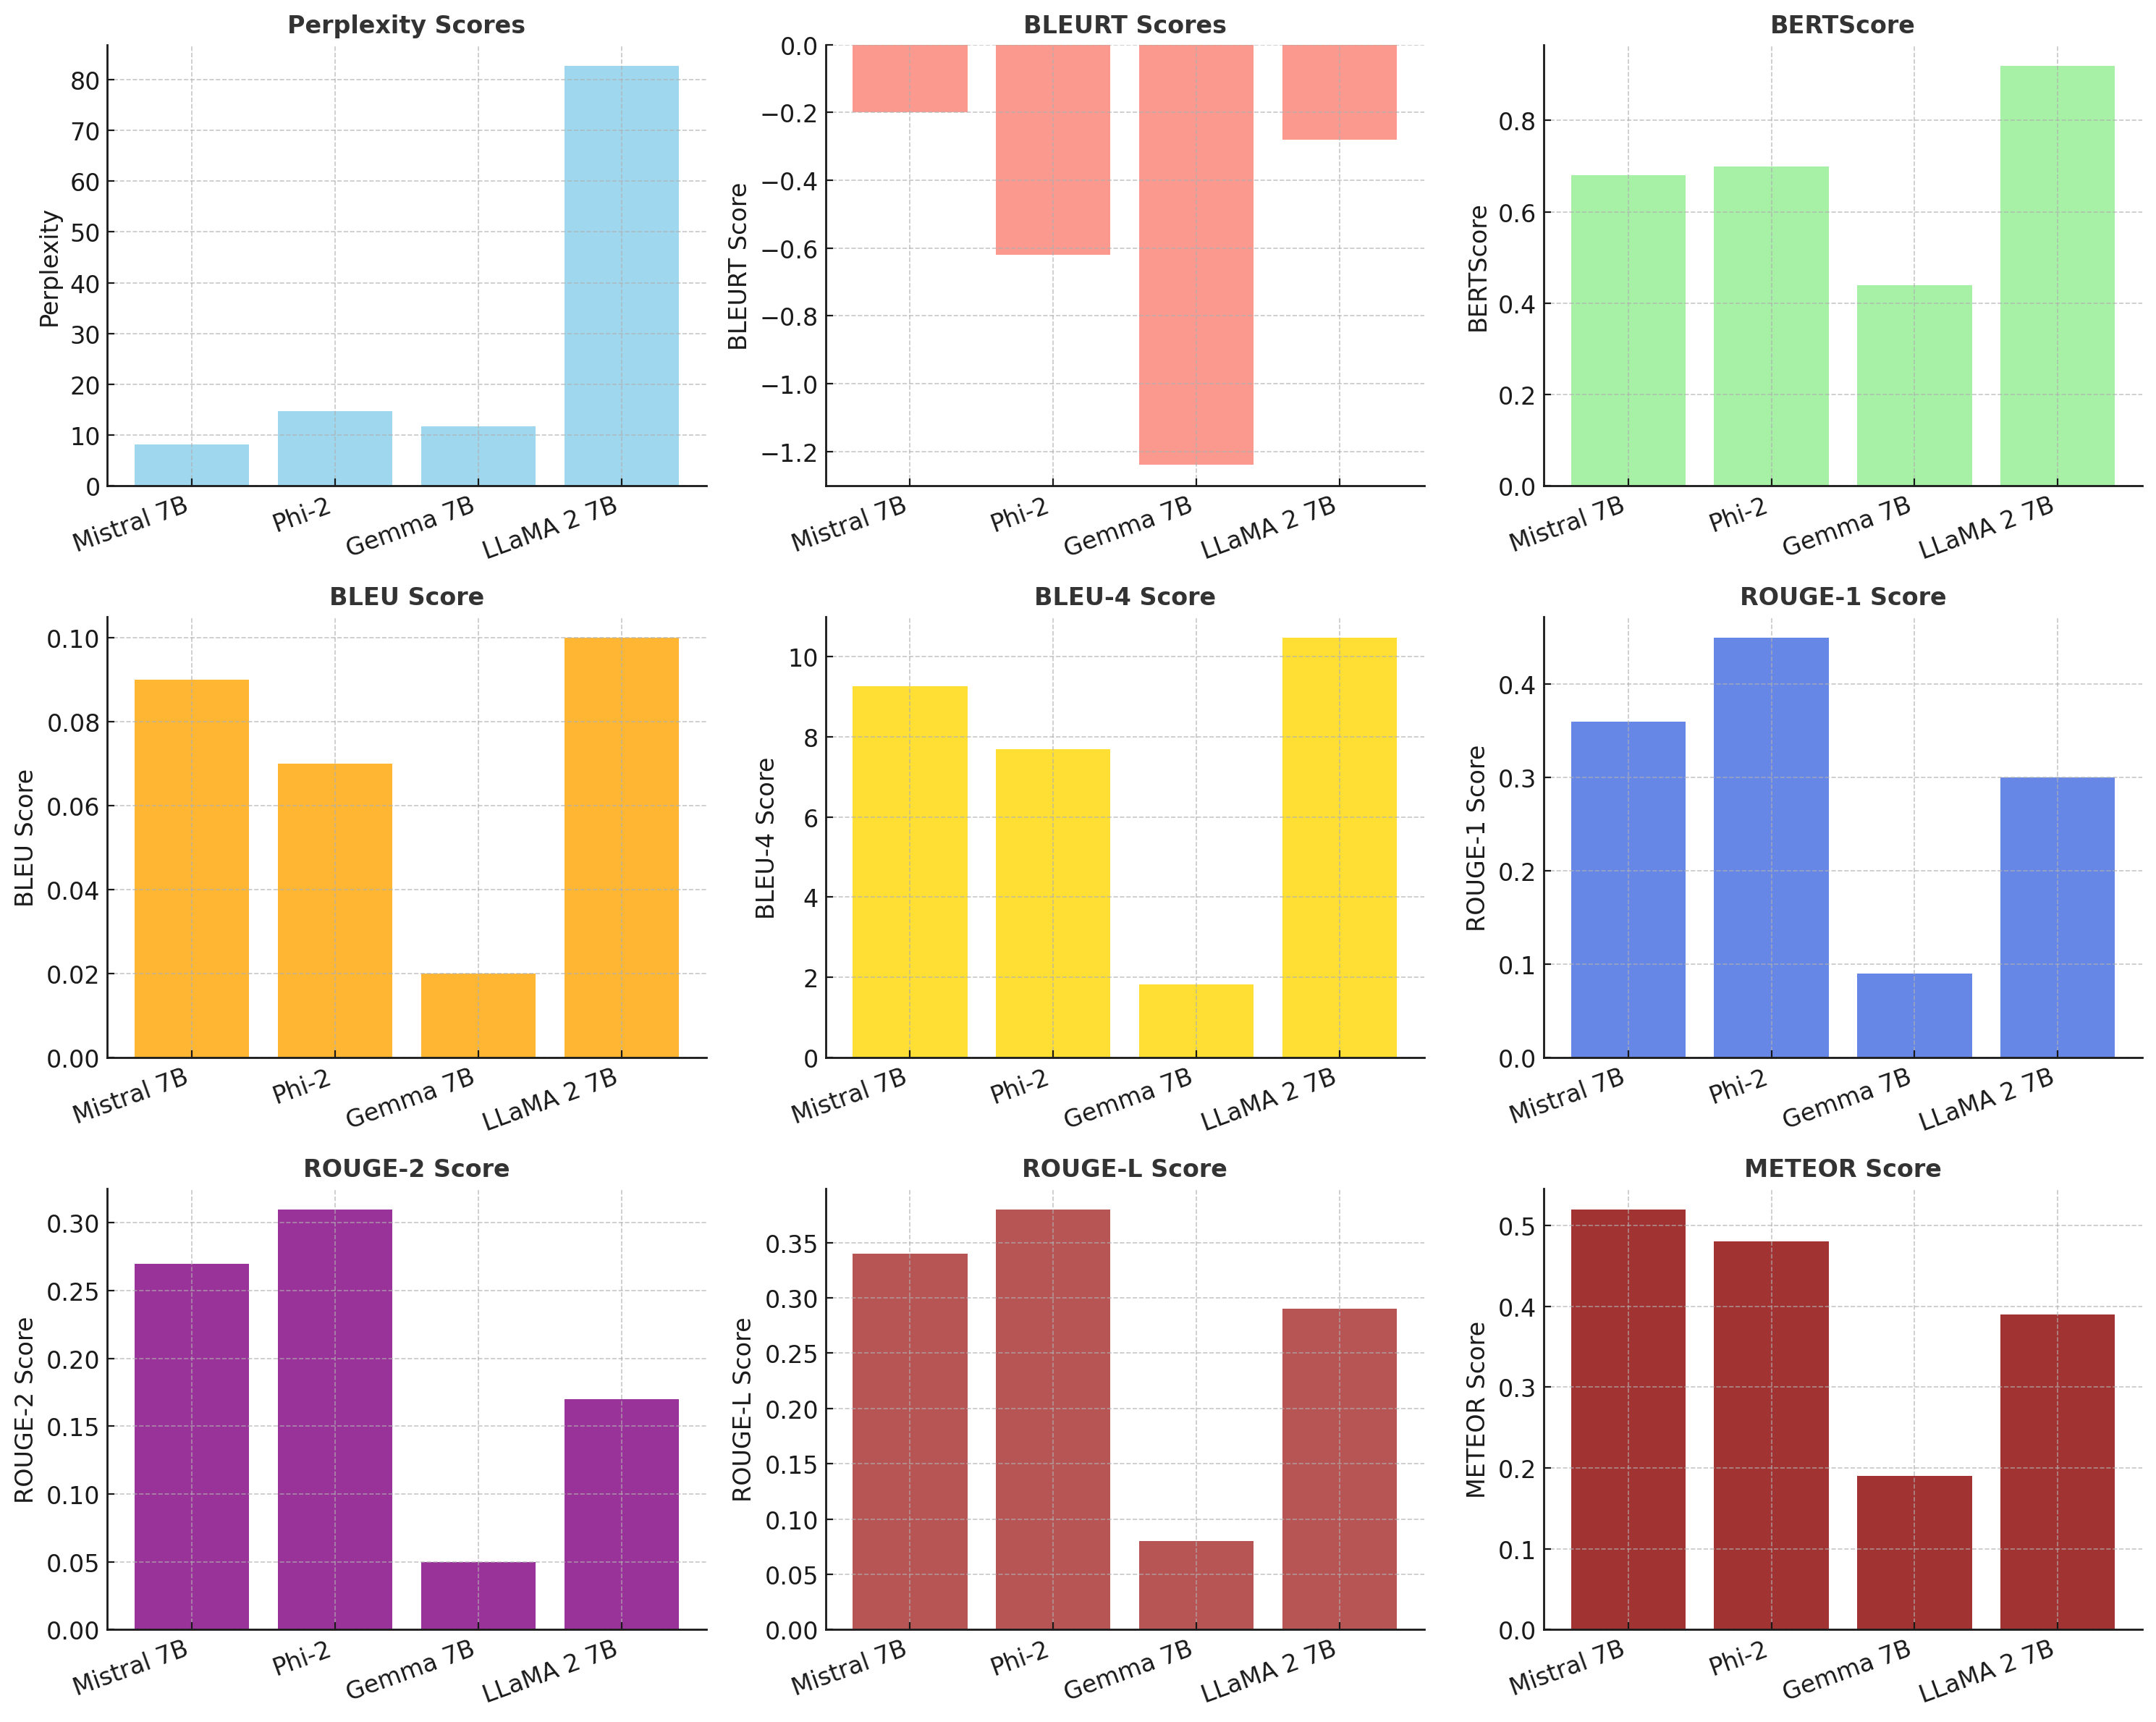 Perplexity Scores
Perplexity
80
70
60
50
40
30
20
10
0
Mistral 7B
Phi-2
Gemma 7B
LLaMA 2 7B
BLEURT Scores
BLEURT Score
0.0
−0.2
−0.4
−0.6
−0.8
−1.0
−1.2
Mistral 7B
Phi-2
Gemma 7B
LLaMA 2 7B
BERTScore
BERTScore
0.8
0.6
0.4
0.2
0.0
Mistral 7B
Phi-2
Gemma 7B
LLaMA 2 7B
BLEU Score
BLEU Score
0.10
0.08
0.06
0.04
0.02
0.00
Mistral 7B
Phi-2
Gemma 7B
LLaMA 2 7B
BLEU-4 Score
BLEU-4 Score
10
8
6
4
2
0
Mistral 7B
Phi-2
Gemma 7B
LLaMA 2 7B
ROUGE-1 Score
ROUGE-1 Score
0.4
0.3
0.2
0.1
0.0
Mistral 7B
Phi-2
Gemma 7B
LLaMA 2 7B
ROUGE-2 Score
ROUGE-2 Score
0.30
0.25
0.20
0.15
0.10
0.05
0.00
Mistral 7B
Phi-2
Gemma 7B
LLaMA 2 7B
ROUGE-L Score
ROUGE-L Score
0.35
0.30
0.25
0.20
0.15
0.10
0.05
0.00
Mistral 7B
Phi-2
Gemma 7B
LLaMA 2 7B
METEOR Score
METEOR Score
0.5
0.4
0.3
0.2
0.1
0.0
Mistral 7B
Phi-2
Gemma 7B
LLaMA 2 7B